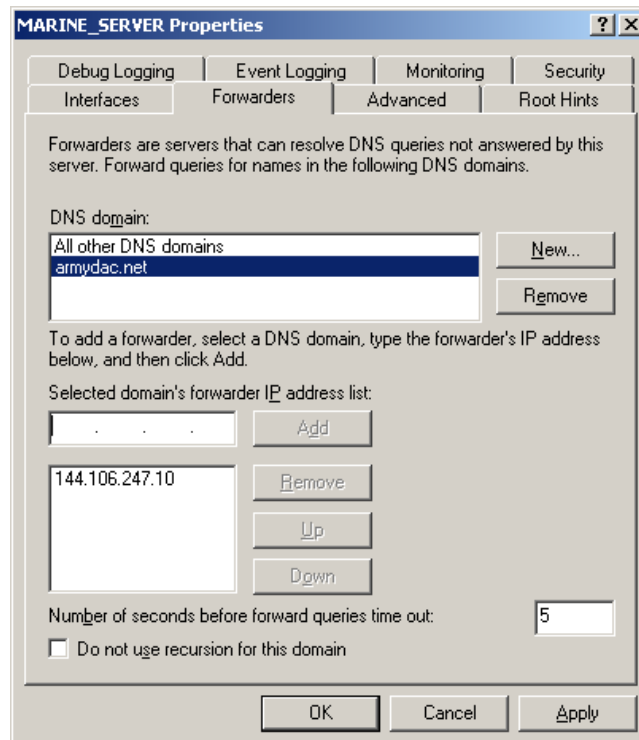 MARINE_SERVER Properties
Debug Logging Event Logging Monitoring Security
Interfaces Forwarders Advanced Root Hints
Forwarders are servers that can resolve DNS queries not answered by this
server. Forward queries for names in the following DNS domains.
DNS domain:
All other DNS domains
armydac.net
New...
Remove
To add a forwarder, select a DNS domain, type the forwarder's IP address
below, and then click Add.
Selected domain's forwarder IP address list:
. . . Add
144.106.247.10
Remove
Up
Down
Number of seconds before forward queries time out: 5
Do not use recursion for this domain
OK Cancel Apply